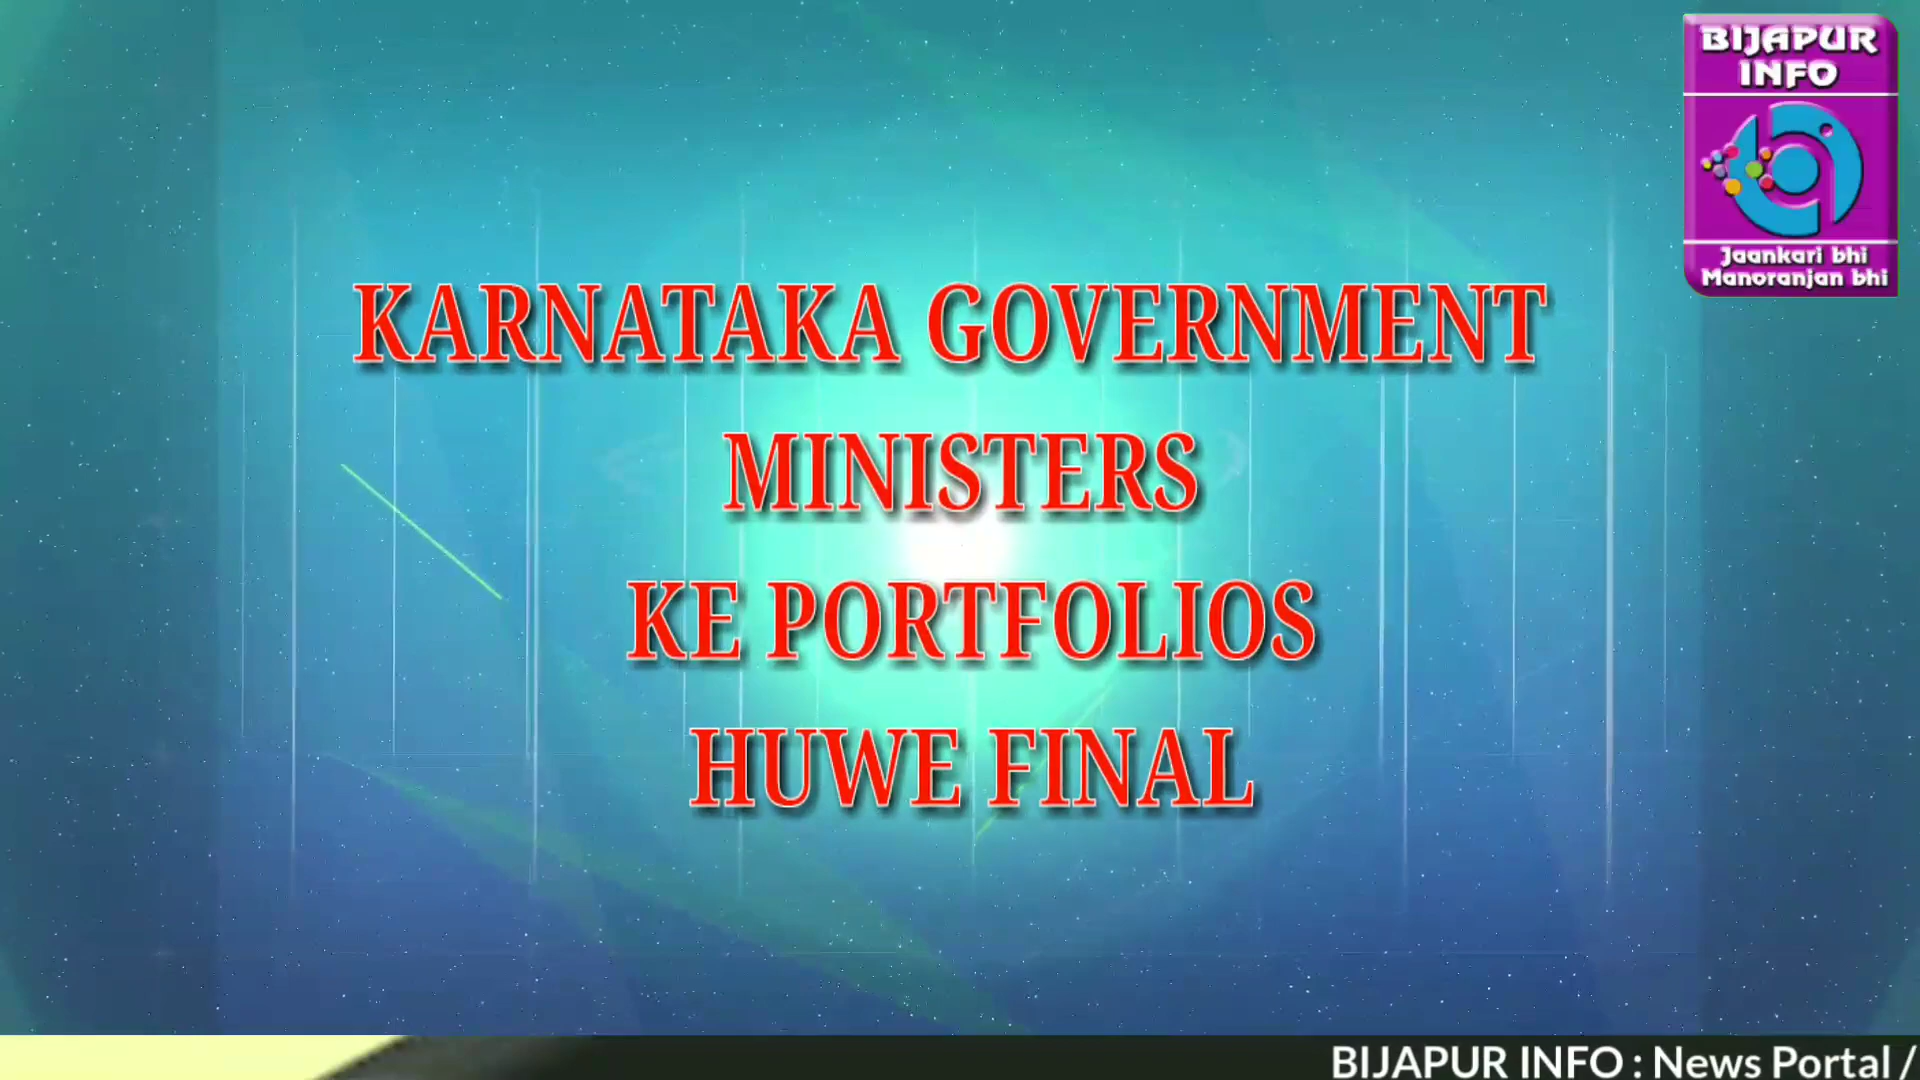 BIJAPUR
INFO
Jaankari bhi
Manoranjan bhi
KARNATAKA GOVERNMENT
MINISTERS
KE PORTFOLIOS
HUWE FINAL
BIJAPUR INFO : News Portal /